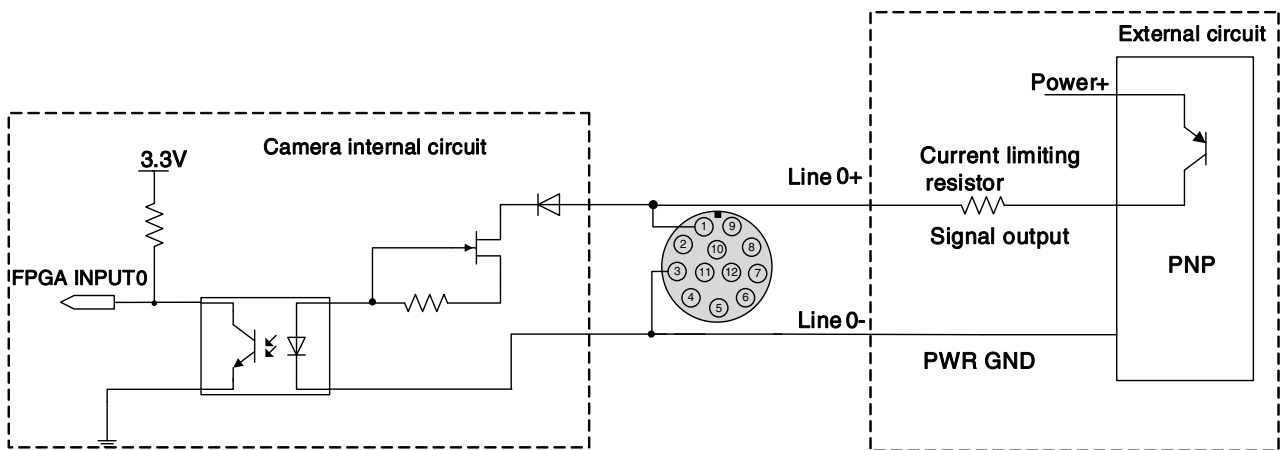 External circuit
Power+
Camera internal circuit
3.3V
Line 0+
Current limiting
resistor
Signal output
PNP
FPGA INPUT0
1
9
2
10
8
3
11
12
7
4
6
5
Line 0-
PWR GND